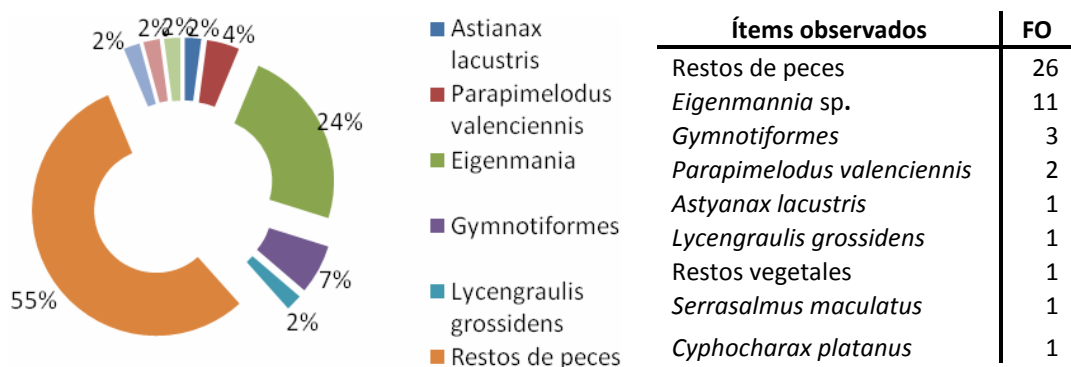 2%
2%
2%
2%
4%
24%
7%
2%
55%
Astianax
lacustris
Parapimelodus
valenciennis
Eigenmania
Gymnotiformes
Lycengraulis
grossidens
Restos de peces
Ítems observados FO
Restos de peces 26
Eigenmannia sp. 11
Gymnotiformes 3
Parapimelodus valenciennis 2
Astyanax lacustris 1
Lycengraulis grossidens 1
Restos vegetales 1
Serrasalmus maculatus 1
Cyphocharax platanus 1